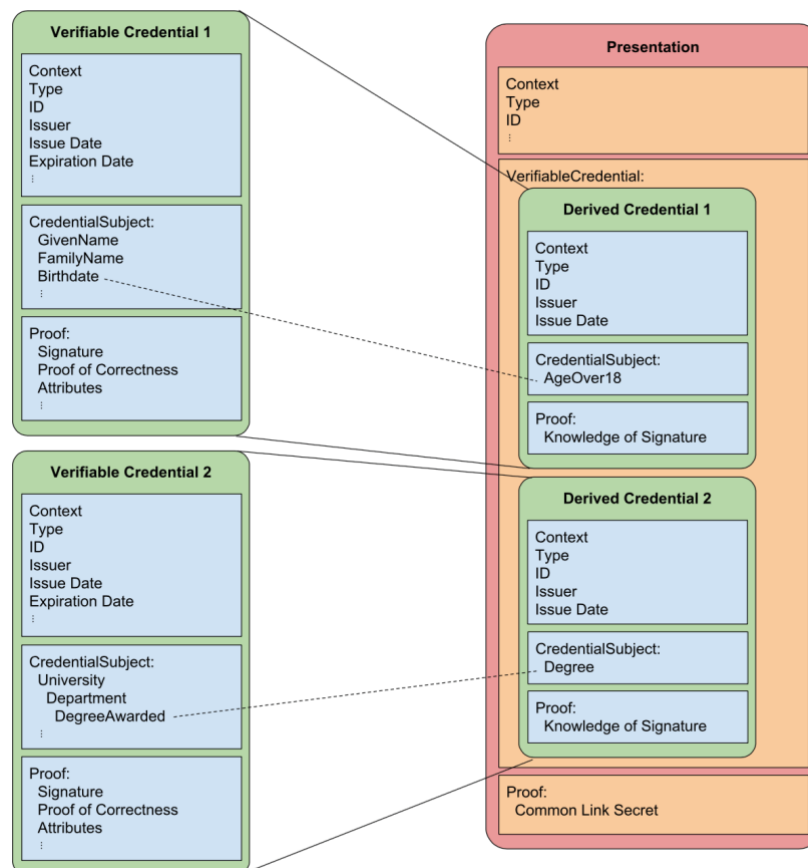 Verifiable Credential 1
Context
Type
ID
Issuer
Issue Date
Expiration Date
⋮
CredentialSubject:
GivenName
FamilyName
Birthdate
⋮
Proof:
Signature
Proof of Correctness
Attributes
⋮
Verifiable Credential 2
Context
Type
ID
Issuer
Issue Date
Expiration Date
⋮
CredentialSubject:
University
Department
DegreeAwarded
⋮
Proof:
Signature
Proof of Correctness
Attributes
⋮
Presentation
Context
Type
ID
⋮
VerifiableCredential:
Derived Credential 1
Context
Type
ID
Issuer
Issue Date
CredentialSubject:
AgeOver18
Proof:
Knowledge of Signature
Derived Credential 2
Context
Type
ID
Issuer
Issue Date
CredentialSubject:
Degree
Proof:
Knowledge of Signature
Proof:
Common Link Secret